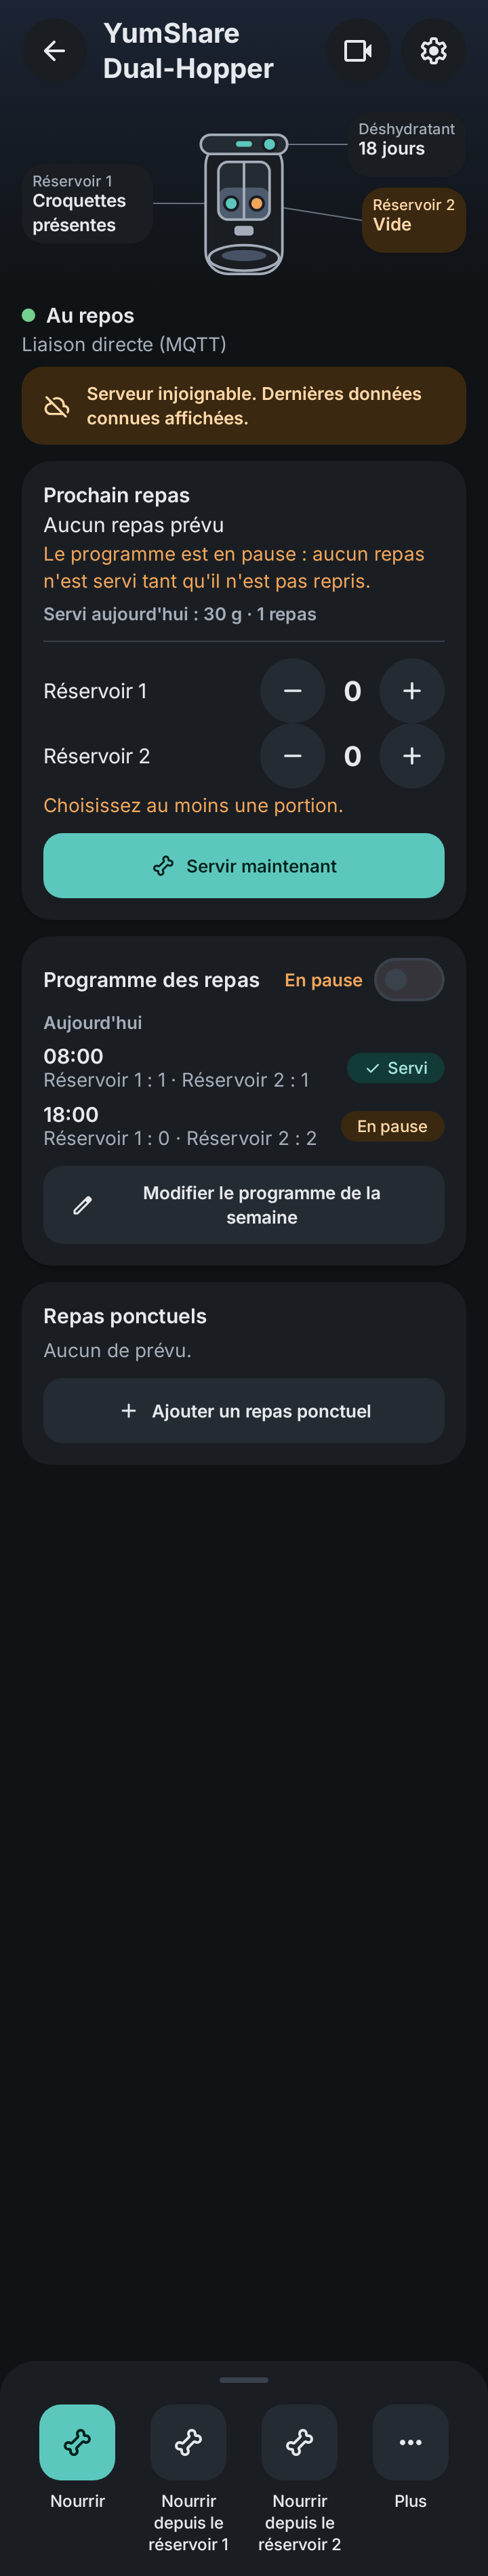 YumShare
Dual-Hopper
Déshydratant
18 jours
Réservoir 1
Croquettes
présentes
Réservoir 2
Vide
Au repos
Liaison directe (MQTT)
Serveur injoignable. Dernières données
connues affichées.
Prochain repas
Aucun repas prévu
Le programme est en pause : aucun repas
n'est servi tant qu'il n'est pas repris.
Servi aujourd'hui : 30 g · 1 repas
Réservoir 1 − 0 +
Réservoir 2 − 0 +
Choisissez au moins une portion.
Servir maintenant
Programme des repas En pause
Aujourd'hui
08:00
Réservoir 1 : 1 · Réservoir 2 : 1
Servi
18:00
Réservoir 1 : 0 · Réservoir 2 : 2
En pause
Modifier le programme de la
semaine
Repas ponctuels
Aucun de prévu.
Ajouter un repas ponctuel
Nourrir
Nourrir
depuis le
réservoir 1
Nourrir
depuis le
réservoir 2
Plus